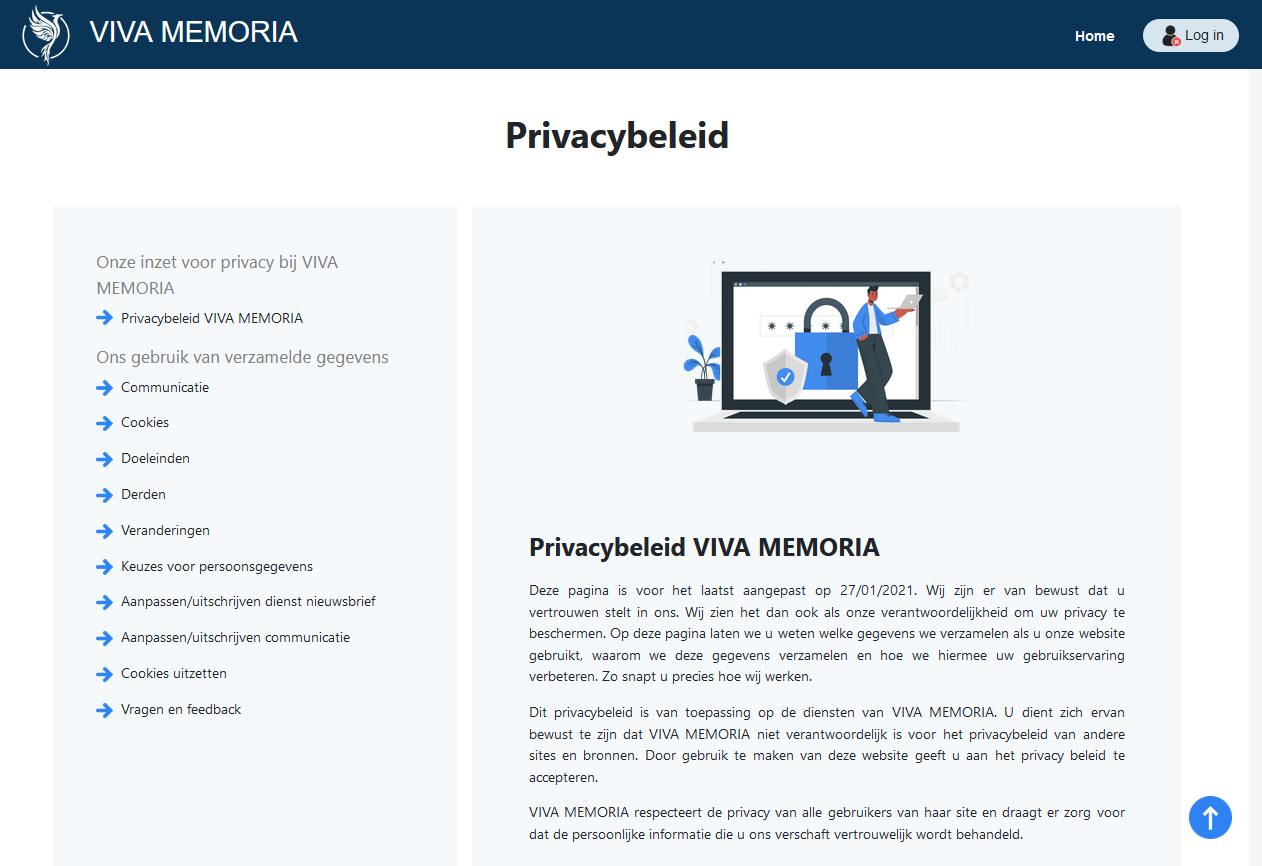 VIVA MEMORIA
Home
Log in
Privacybeleid
Onze inzet voor privacy bij VIVA
MEMORIA
Privacybeleid VIVA MEMORIA
Ons gebruik van verzamelde gegevens
Communicatie
Cookies
Doeleinden
Derden
Veranderingen
Keuzes voor persoonsgegevens
Aanpassen/uitschrijven dienst nieuwsbrief
Aanpassen/uitschrijven communicatie
Cookies uitzetten
Vragen en feedback
Privacybeleid VIVA MEMORIA
Deze pagina is voor het laatst aangepast op 27/01/2021. Wij zijn er van bewust dat u
vertrouwen stelt in ons. Wij zien het dan ook als onze verantwoordelijkheid om uw privacy te
beschermen. Op deze pagina laten we u weten welke gegevens we verzamelen als u onze website
gebruikt, waarom we deze gegevens verzamelen en hoe we hiermee uw gebruikservaring
verbeteren. Zo snapt u precies hoe wij werken.
Dit privacybeleid is van toepassing op de diensten van VIVA MEMORIA. U dient zich ervan
bewust te zijn dat VIVA MEMORIA niet verantwoordelijk is voor het privacybeleid van andere
sites en bronnen. Door gebruik te maken van deze website geeft u aan het privacy beleid te
accepteren.
VIVA MEMORIA respecteert de privacy van alle gebruikers van haar site en draagt er zorg voor
dat de persoonlijke informatie die u ons verschaft vertrouwelijk wordt behandeld.